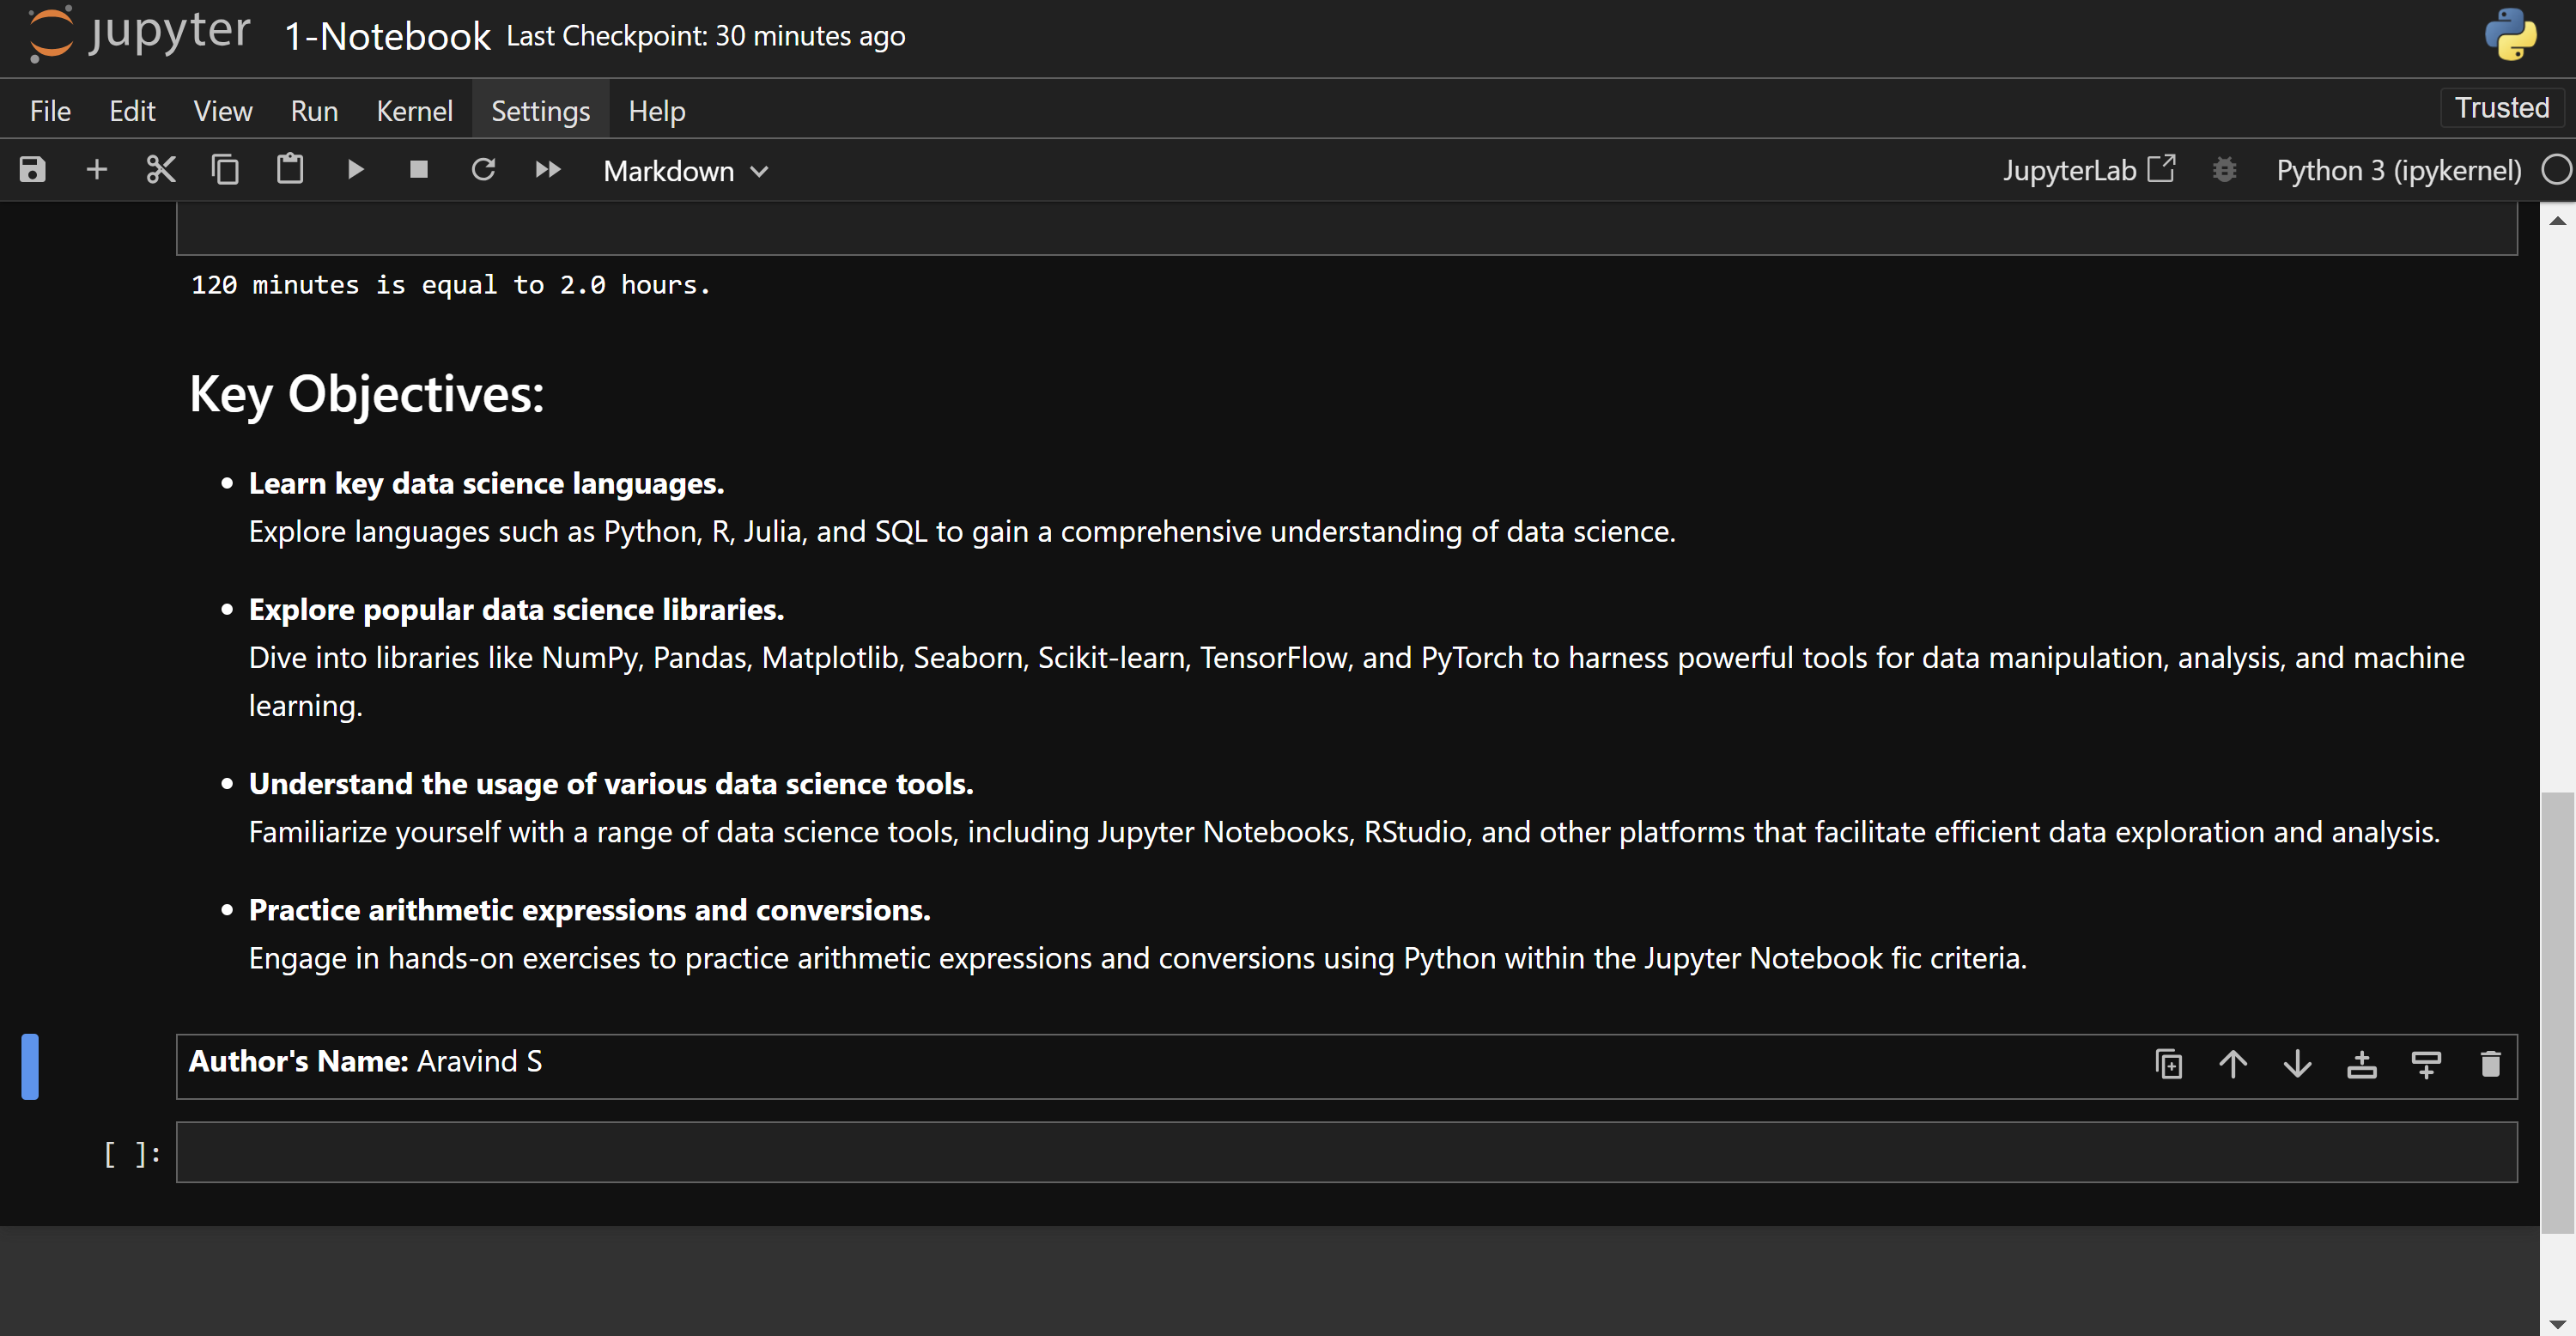 jupyter 1-Notebook Last Checkpoint: 30 minutes ago
File Edit View Run Kernel Settings Help Trusted
Markdown JupyterLab Python 3 (ipykernel)
120 minutes is equal to 2.0 hours.
Key Objectives:
• Learn key data science languages.
Explore languages such as Python, R, Julia, and SQL to gain a comprehensive understanding of data science.
• Explore popular data science libraries.
Dive into libraries like NumPy, Pandas, Matplotlib, Seaborn, Scikit-learn, TensorFlow, and PyTorch to harness powerful tools for data manipulation, analysis, and machine
learning.
• Understand the usage of various data science tools.
Familiarize yourself with a range of data science tools, including Jupyter Notebooks, RStudio, and other platforms that facilitate efficient data exploration and analysis.
• Practice arithmetic expressions and conversions.
Engage in hands-on exercises to practice arithmetic expressions and conversions using Python within the Jupyter Notebook fic criteria.
Author's Name: Aravind S
[ ]: